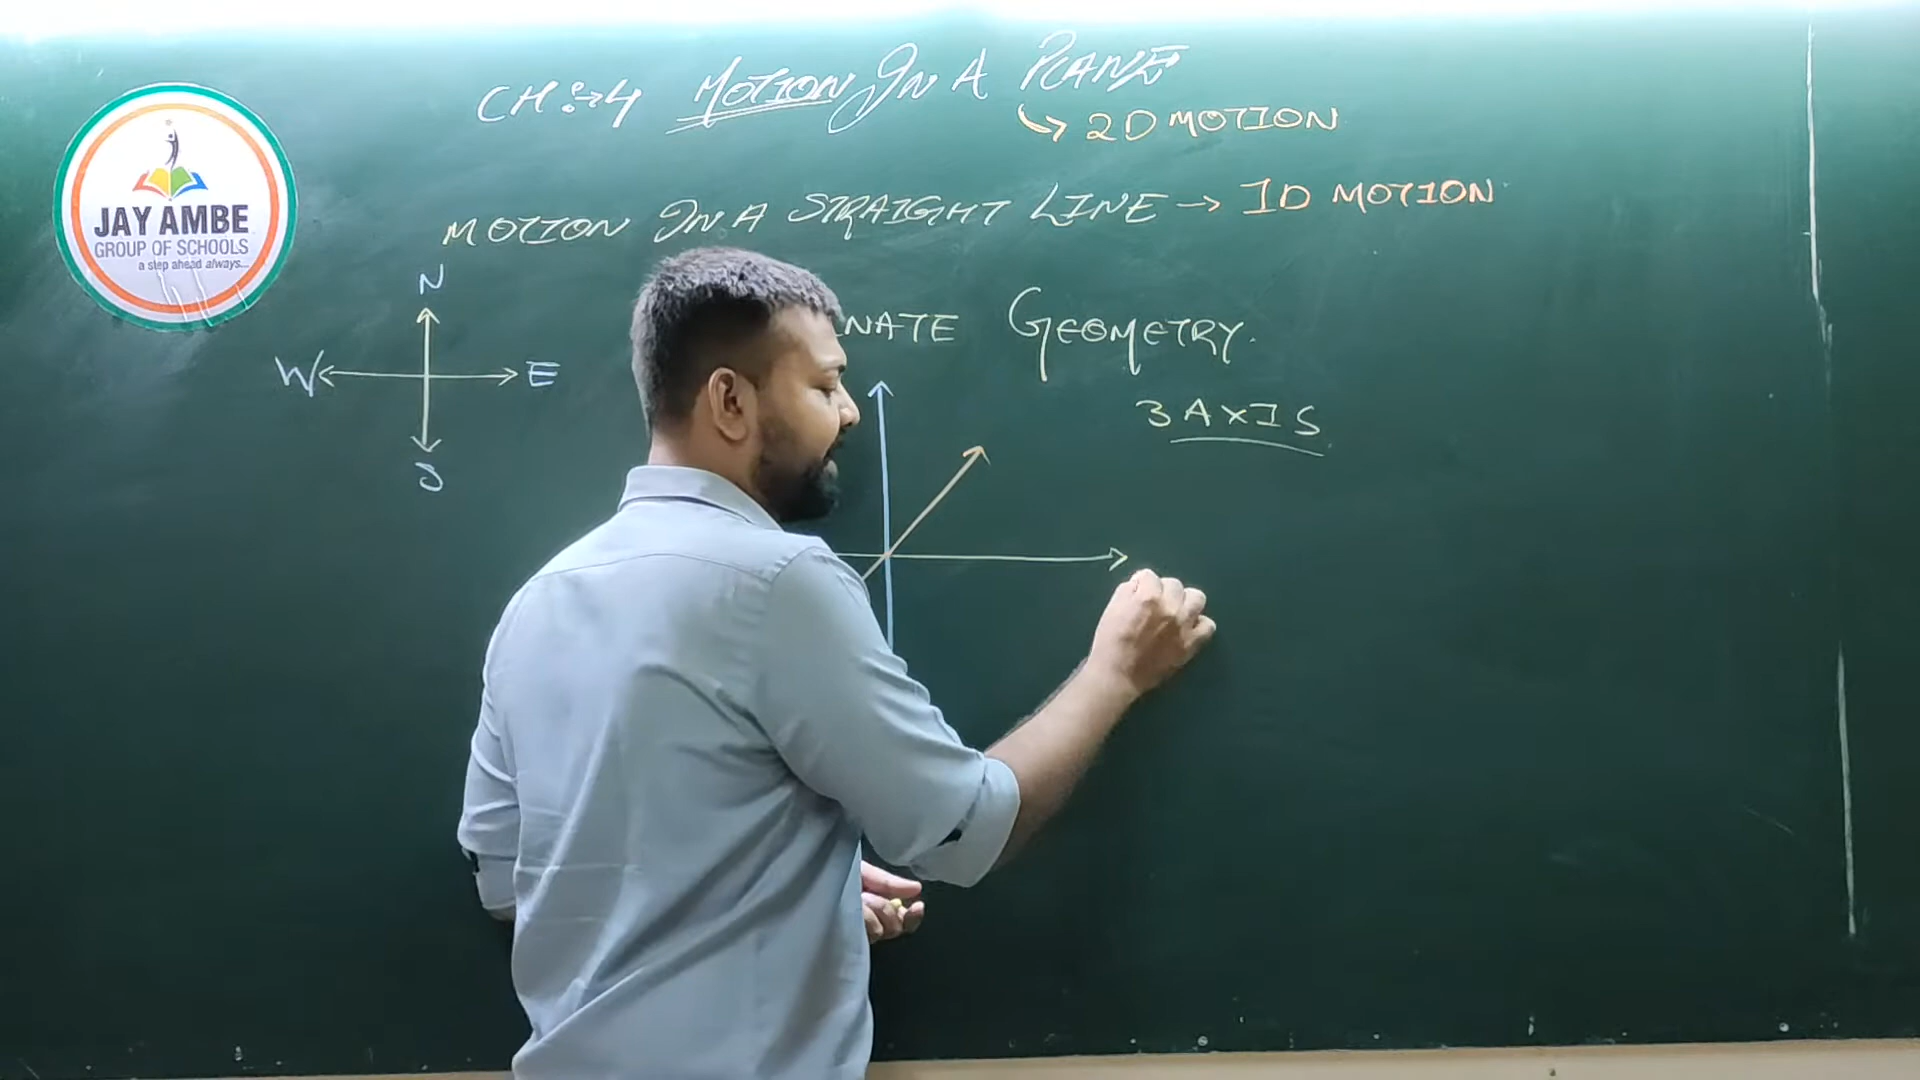 CH:→4 MOTION IN A PLANE
↳ 2D MOTION
MOTION IN A STRAIGHT LINE → 1D MOTION
JAY AMBE
GROUP OF SCHOOLS
a step ahead always...
N
W E
S
NATE GEOMETRY.
3 AXIS